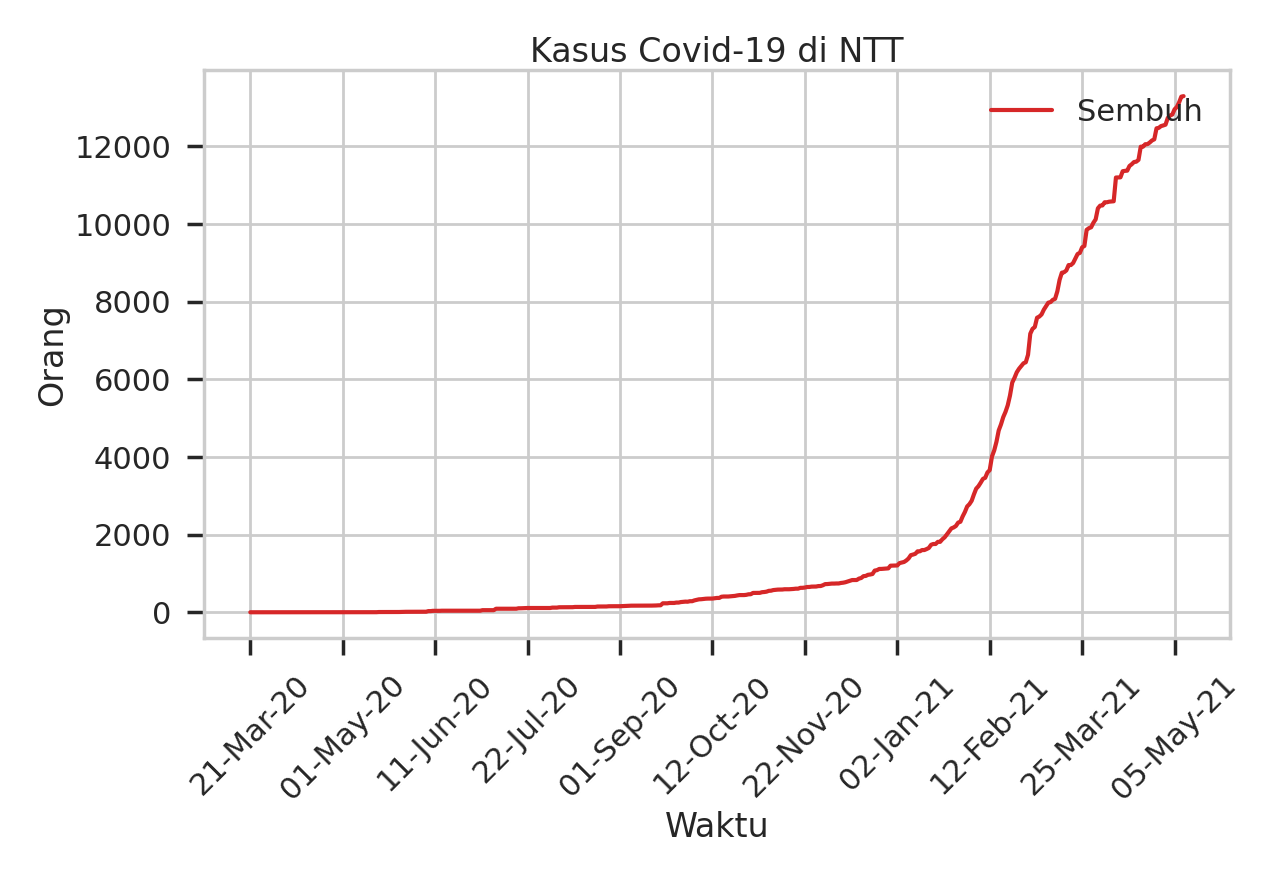 Kasus Covid-19 di NTT
Sembuh
12000
10000
8000
6000
4000
2000
0
Orang
21-Mar-20
01-May-20
11-Jun-20
22-Jul-20
01-Sep-20
12-Oct-20
22-Nov-20
02-Jan-21
12-Feb-21
25-Mar-21
05-May-21
Waktu